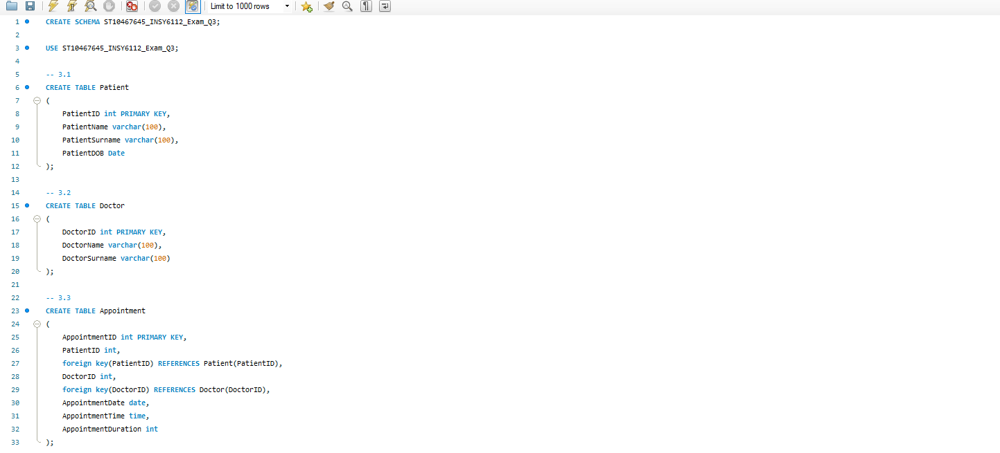 Limit to 1000 rows
1 CREATE SCHEMA ST10467645_INSY6112_Exam_Q3;
2
3 USE ST10467645_INSY6112_Exam_Q3;
4
5 -- 3.1
6 CREATE TABLE Patient
7 (
8 PatientID int PRIMARY KEY,
9 PatientName varchar(100),
10 PatientSurname varchar(100),
11 PatientDOB Date
12 );
13
14 -- 3.2
15 CREATE TABLE Doctor
16 (
17 DoctorID int PRIMARY KEY,
18 DoctorName varchar(100),
19 DoctorSurname varchar(100)
20 );
21
22 -- 3.3
23 CREATE TABLE Appointment
24 (
25 AppointmentID int PRIMARY KEY,
26 PatientID int,
27 foreign key(PatientID) REFERENCES Patient(PatientID),
28 DoctorID int,
29 foreign key(DoctorID) REFERENCES Doctor(DoctorID),
30 AppointmentDate date,
31 AppointmentTime time,
32 AppointmentDuration int
33 );